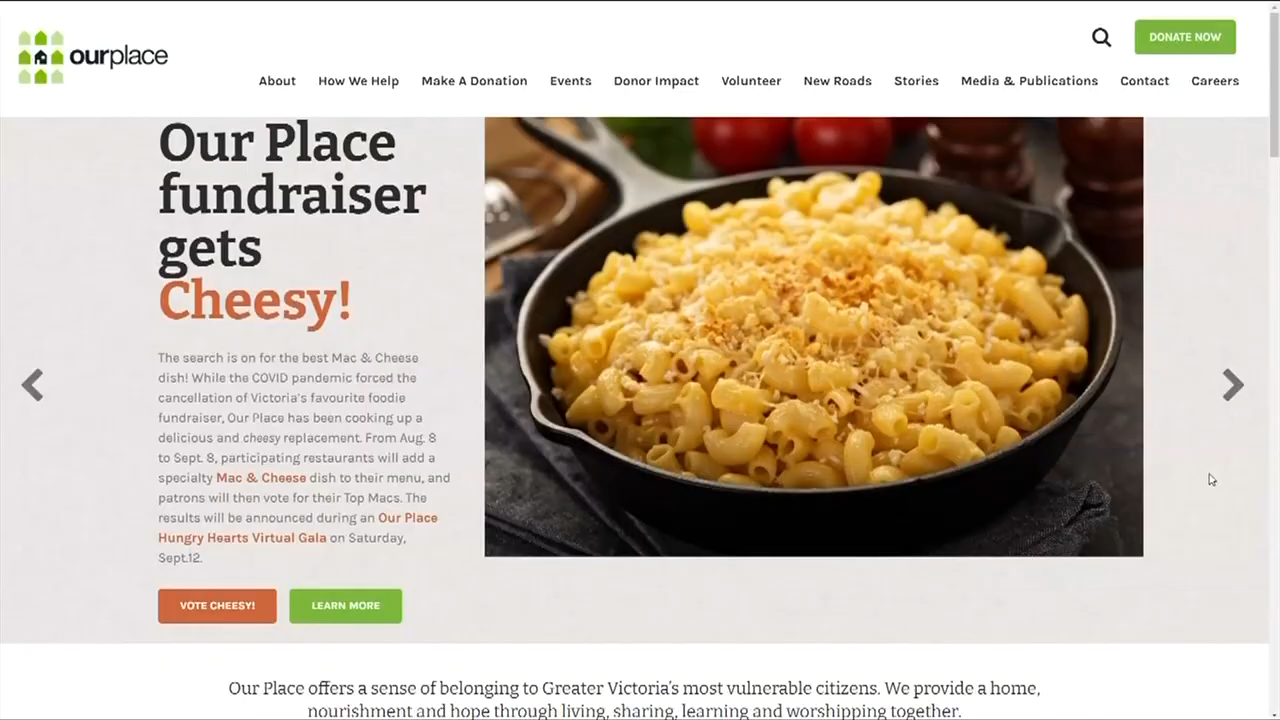 ourplace
DONATE NOW
About How We Help Make A Donation Events Donor Impact Volunteer New Roads Stories Media & Publications Contact Careers
Our Place
fundraiser
gets
Cheesy!
The search is on for the best Mac & Cheese
dish! While the COVID pandemic forced the
cancellation of Victoria's favourite foodie
fundraiser, Our Place has been cooking up a
delicious and cheesy replacement. From Aug. 8
to Sept. 8, participating restaurants will add a
specialty Mac & Cheese dish to their menu, and
patrons will then vote for their Top Macs. The
results will be announced during an Our Place
Hungry Hearts Virtual Gala on Saturday,
Sept.12.
VOTE CHEESY! LEARN MORE
Our Place offers a sense of belonging to Greater Victoria's most vulnerable citizens. We provide a home,
nourishment and hope through living, sharing, learning and worshipping together.